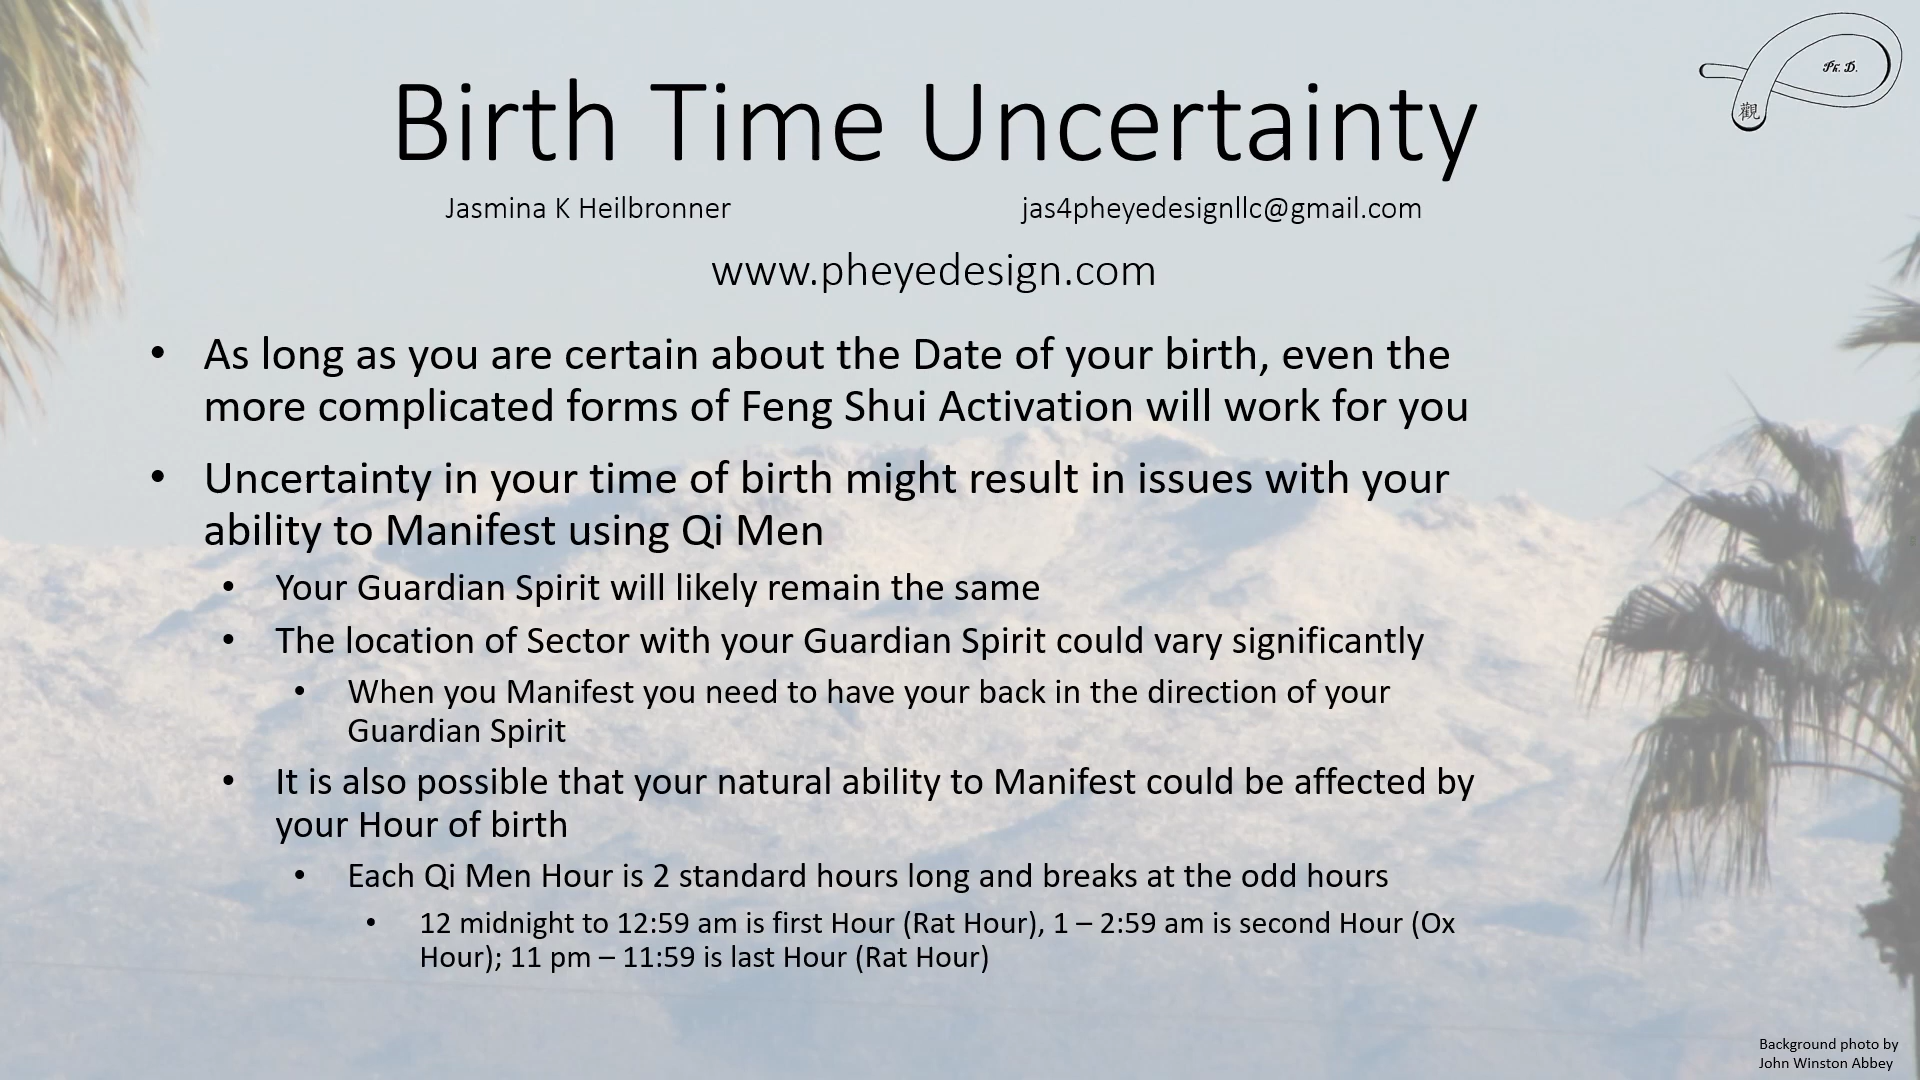 Ph. D.
觀
Birth Time Uncertainty
Jasmina K Heilbronner
jas4pheyedesignllc@gmail.com
www.pheyedesign.com
• As long as you are certain about the Date of your birth, even the
more complicated forms of Feng Shui Activation will work for you
• Uncertainty in your time of birth might result in issues with your
ability to Manifest using Qi Men
• Your Guardian Spirit will likely remain the same
• The location of Sector with your Guardian Spirit could vary significantly
• When you Manifest you need to have your back in the direction of your
Guardian Spirit
• It is also possible that your natural ability to Manifest could be affected by
your Hour of birth
• Each Qi Men Hour is 2 standard hours long and breaks at the odd hours
• 12 midnight to 12:59 am is first Hour (Rat Hour), 1 – 2:59 am is second Hour (Ox
Hour); 11 pm – 11:59 is last Hour (Rat Hour)
Background photo by
John Winston Abbey